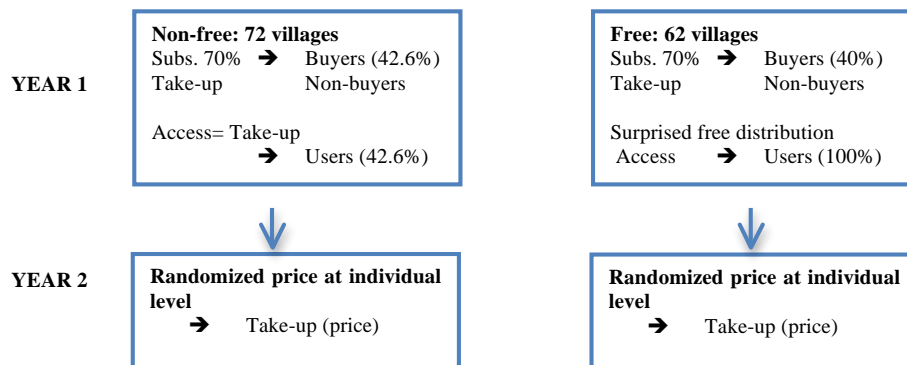 Non-free: 72 villages
Subs. 70% ➔ Buyers (42.6%)
Take-up Non-buyers
Access= Take-up
➔ Users (42.6%)
Free: 62 villages
Subs. 70% ➔ Buyers (40%)
Take-up Non-buyers
Surprised free distribution
Access ➔ Users (100%)
YEAR 1
YEAR 2
Randomized price at individual
level
➔ Take-up (price)
Randomized price at individual
level
➔ Take-up (price)